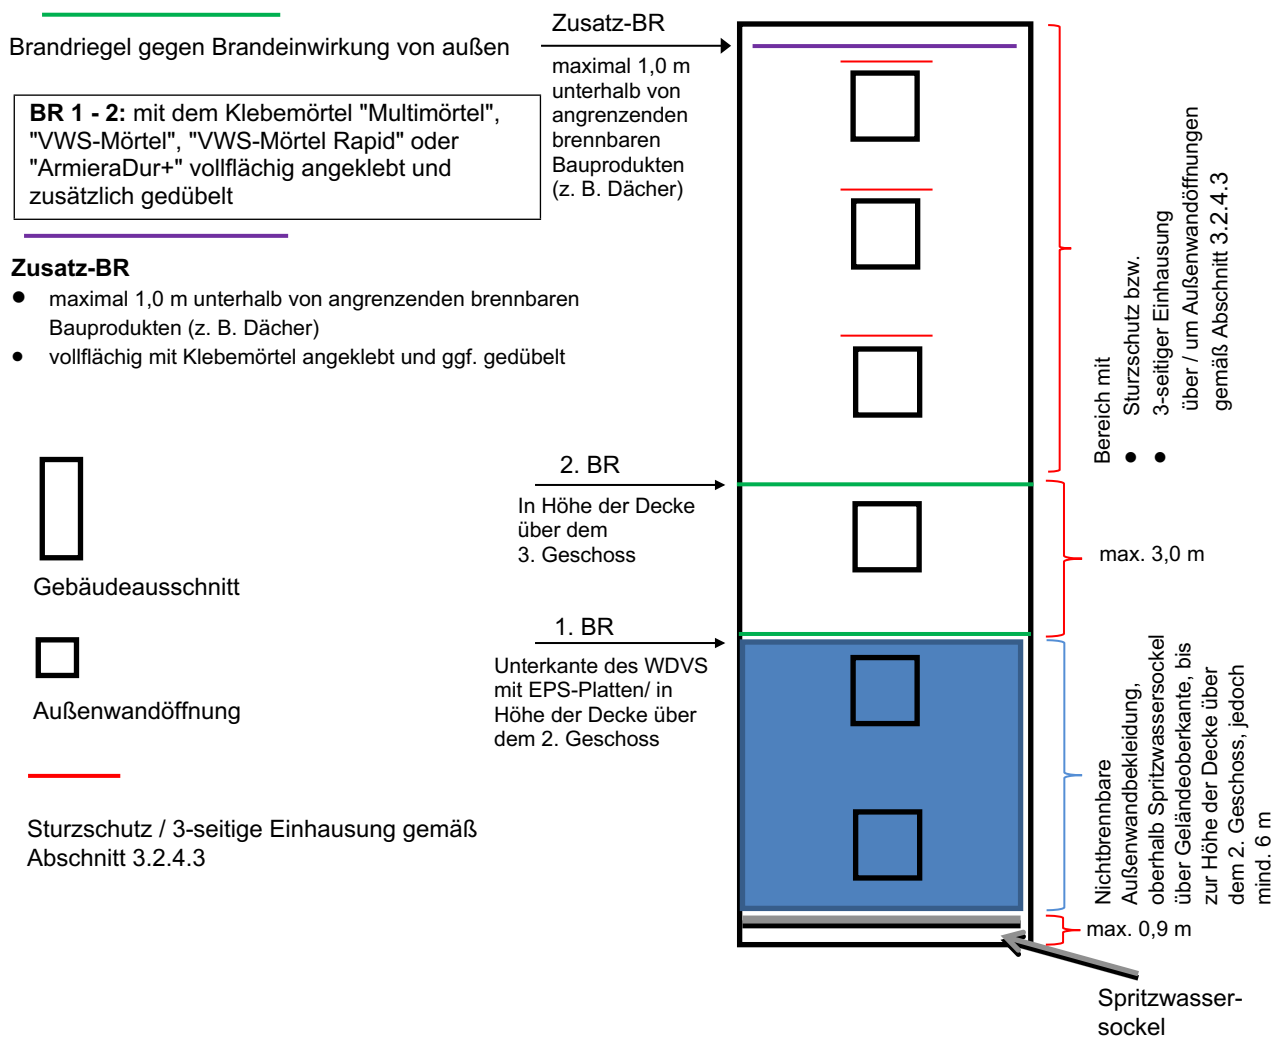 Brandriegel gegen Brandeinwirkung von außen
BR 1 - 2: mit dem Klebemörtel "Multimörtel",
"VWS-Mörtel", "VWS-Mörtel Rapid" oder
"ArmieraDur+" vollflächig angeklebt und
zusätzlich gedübelt
Zusatz-BR
● maximal 1,0 m unterhalb von angrenzenden brennbaren
Bauprodukten (z. B. Dächer)
● vollflächig mit Klebemörtel angeklebt und ggf. gedübelt
Gebäudeausschnitt
Außenwandöffnung
Sturzschutz / 3-seitige Einhausung gemäß
Abschnitt 3.2.4.3
Zusatz-BR
maximal 1,0 m
unterhalb von
angrenzenden
brennbaren
Bauprodukten
(z. B. Dächer)
2. BR
In Höhe der Decke
über dem
3. Geschoss
1. BR
Unterkante des WDVS
mit EPS-Platten/ in
Höhe der Decke über
dem 2. Geschoss
Bereich mit
● Sturzschutz bzw.
● 3-seitiger Einhausung
über / um Außenwandöffnungen
gemäß Abschnitt 3.2.4.3
max. 3,0 m
Nichtbrennbare
Außenwandbekleidung,
oberhalb Spritzwassersockel
über Geländeoberkante, bis
zur Höhe der Decke über
dem 2. Geschoss, jedoch
mind. 6 m
max. 0,9 m
Spritzwasser-
sockel